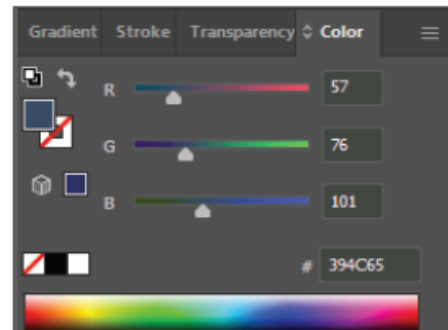 Gradient Stroke Transparency Color
R 57
G 76
B 101
# 394C65